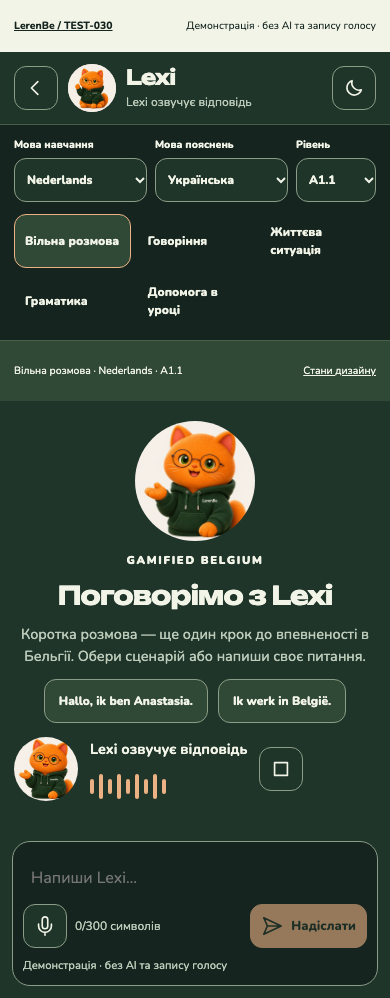 LerenBe / TEST-030
Демонстрація · без AI та запису голосу
Lexi
Lexi озвучує відповідь
Мова навчання
Мова пояснень
Рівень
Nederlands
Українська
A1.1
Вільна розмова
Говоріння
Життєва
ситуація
Граматика
Допомога в
уроці
Вільна розмова · Nederlands · A1.1
Стани дизайну
LerenBe
GAMIFIED BELGIUM
Поговорімо з Lexi
Коротка розмова — ще один крок до впевненості в
Бельгії. Обери сценарій або напиши своє питання.
Hallo, ik ben Anastasia.
Ik werk in België.
Lexi озвучує відповідь
Напиши Lexi...
0/300 символів
Надіслати
Демонстрація · без AI та запису голосу